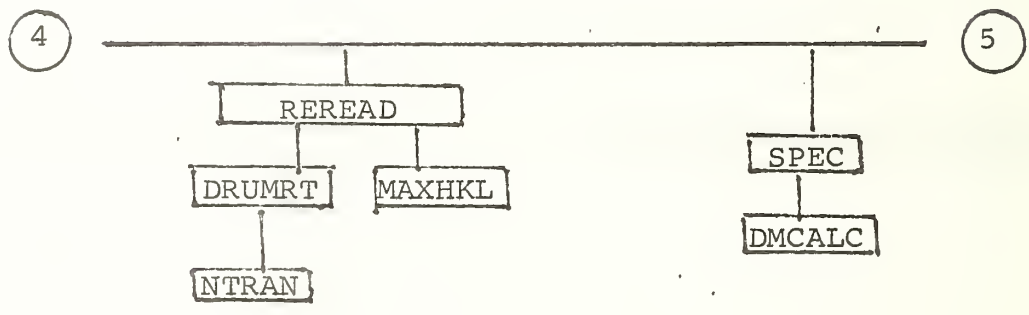 4
5
REREAD
SPEC
DRUMRT
MAXHKL
DMCALC
NTRAN